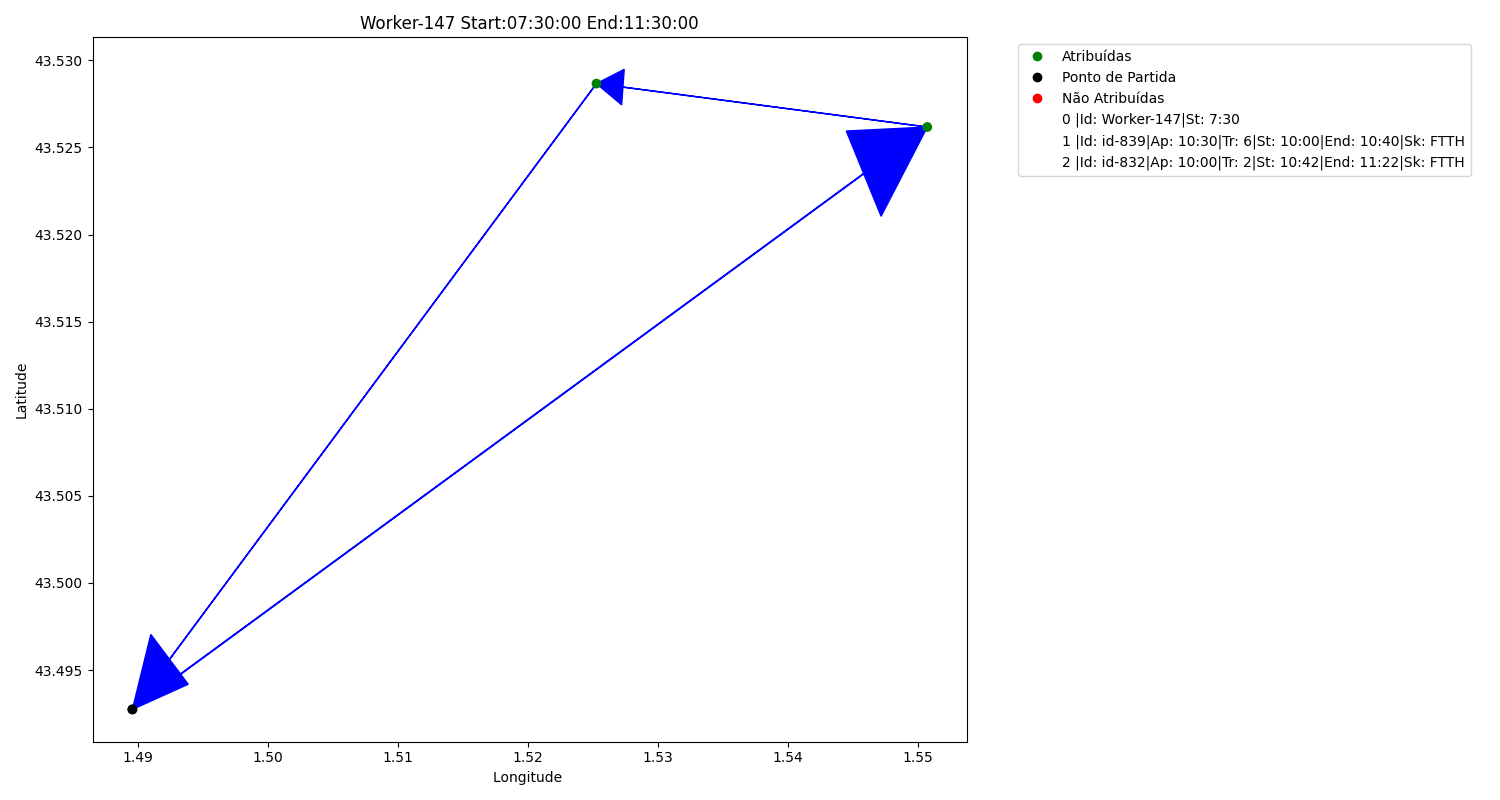 Worker-147 Start:07:30:00 End:11:30:00
43.530
43.525
43.520
43.515
43.510
43.505
43.500
43.495
Latitude
1.49 1.50 1.51 1.52 1.53 1.54 1.55
Longitude
Atribuídas
Ponto de Partida
Não Atribuídas
0 |Id: Worker-147|St: 7:30
1 |Id: id-839|Ap: 10:30|Tr: 6|St: 10:00|End: 10:40|Sk: FTTH
2 |Id: id-832|Ap: 10:00|Tr: 2|St: 10:42|End: 11:22|Sk: FTTH